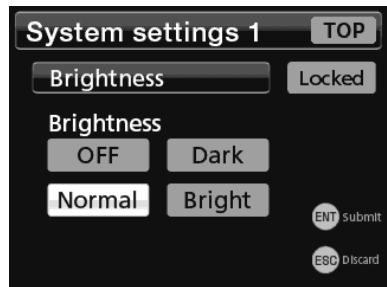 System settings 1 TOP
Brightness Locked
Brightness
OFF Dark
Normal Bright
ENT Submit
ESC Discard